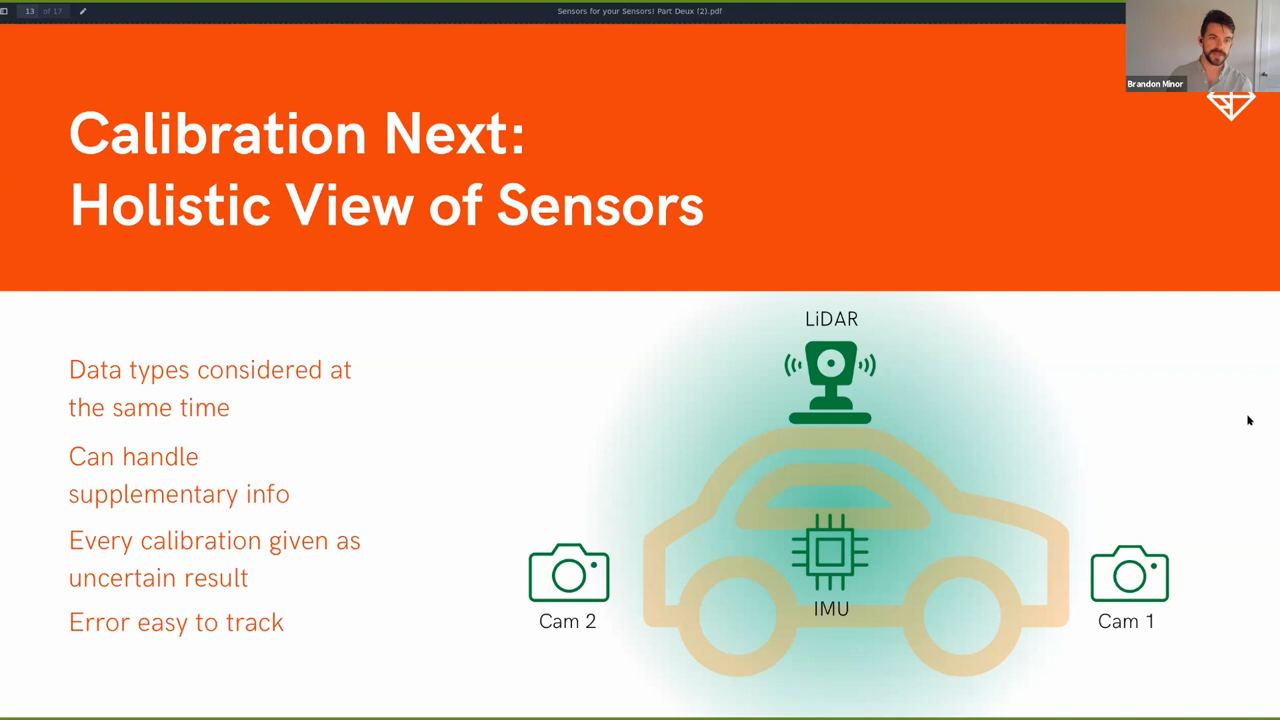 13 of 17
Sensors for your Sensors! Part Deux (2).pdf
Brandon Minor
Calibration Next:
Holistic View of Sensors
Data types considered at
the same time
Can handle
supplementary info
Every calibration given as
uncertain result
Error easy to track
LiDAR
IMU
Cam 2
Cam 1